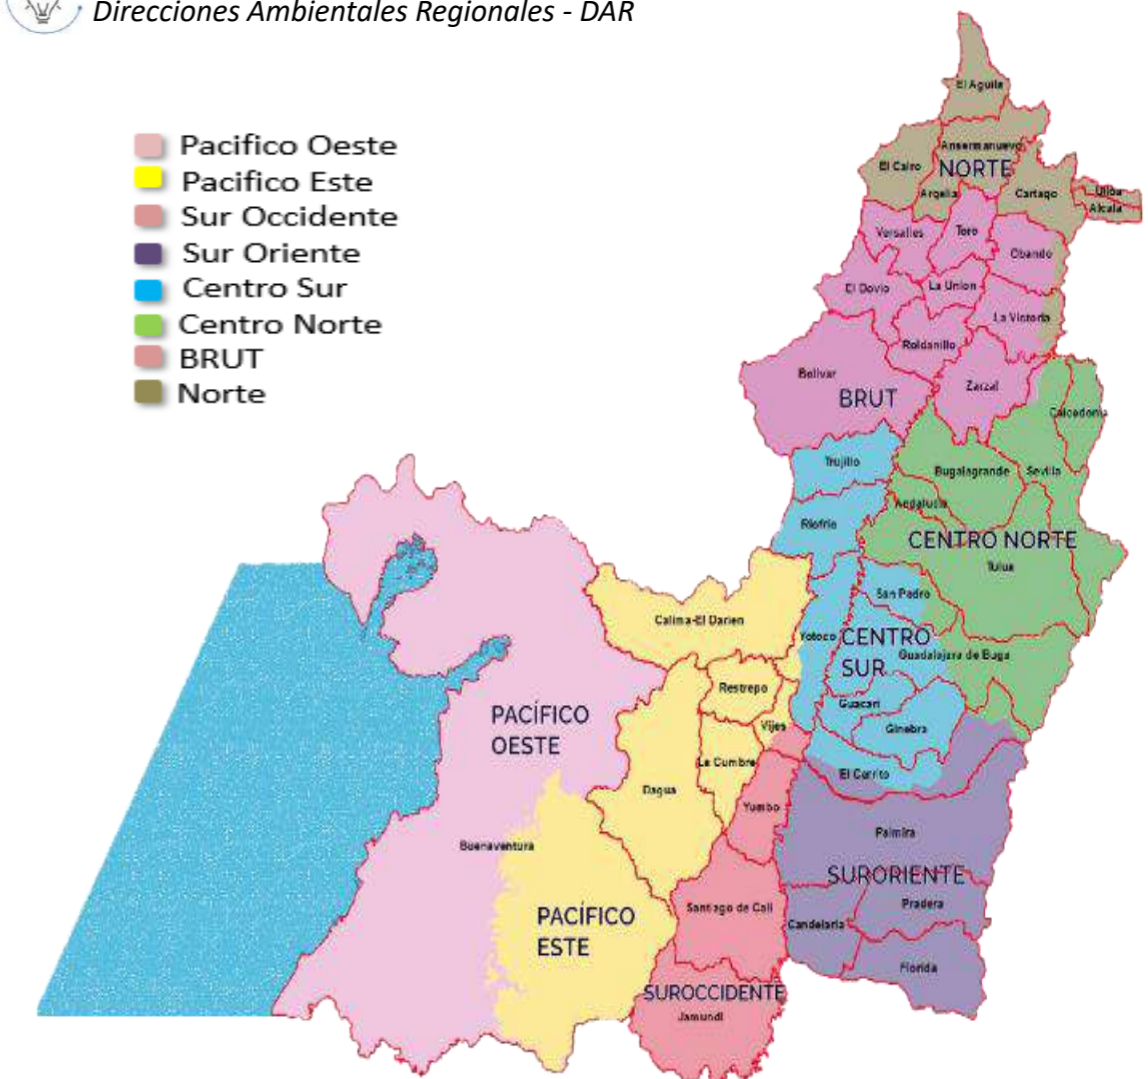 Direcciones Ambientales Regionales - DAR
Pacifico Oeste
Pacifico Este
Sur Occidente
Sur Oriente
Centro Sur
Centro Norte
BRUT
Norte
El Aguila
Ansermanuevo
El Cairo
NORTE
Argelia
Cartago
Ulloa
Alcala
Versalles
Toro
Obando
El Dovio
La Union
La Victoria
Roldanillo
Bolivar
Zarzal
BRUT
Caicedonia
Trujillo
Bugalagrande
Sevilla
Andalucia
Riofrio
CENTRO NORTE
Tulua
San Pedro
Calima-El Darien
Yotoco
CENTRO
SUR
Guadalajara de Buga
Restrepo
Guacari
PACÍFICO
OESTE
Vijes
Ginebra
La Cumbre
El Cerrito
Dagua
Yumbo
Palmira
Buenaventura
SURORIENTE
Pradera
Santiago de Cali
PACÍFICO
ESTE
Candelaria
Florida
SUROCCIDENTE
Jamundi